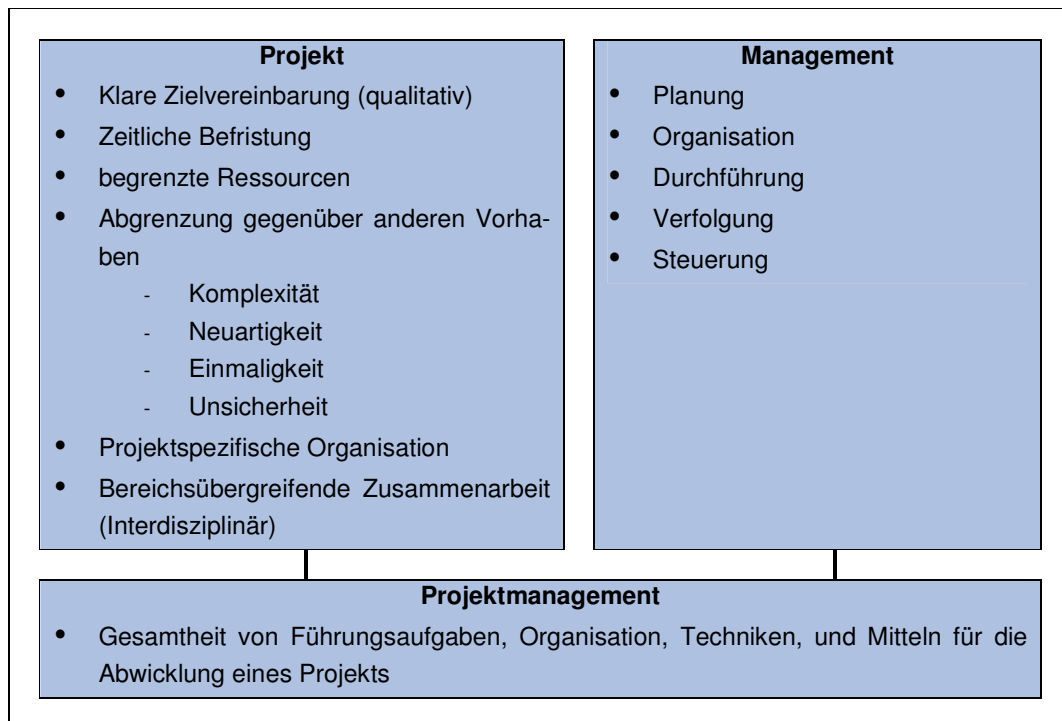 Projekt
• Klare Zielvereinbarung (qualitativ)
• Zeitliche Befristung
• begrenzte Ressourcen
• Abgrenzung gegenüber anderen Vorha-
ben
- Komplexität
- Neuartigkeit
- Einmaligkeit
- Unsicherheit
• Projektspezifische Organisation
• Bereichsübergreifende Zusammenarbeit
(Interdisziplinär)
Management
• Planung
• Organisation
• Durchführung
• Verfolgung
• Steuerung
Projektmanagement
• Gesamtheit von Führungsaufgaben, Organisation, Techniken, und Mitteln für die
Abwicklung eines Projekts